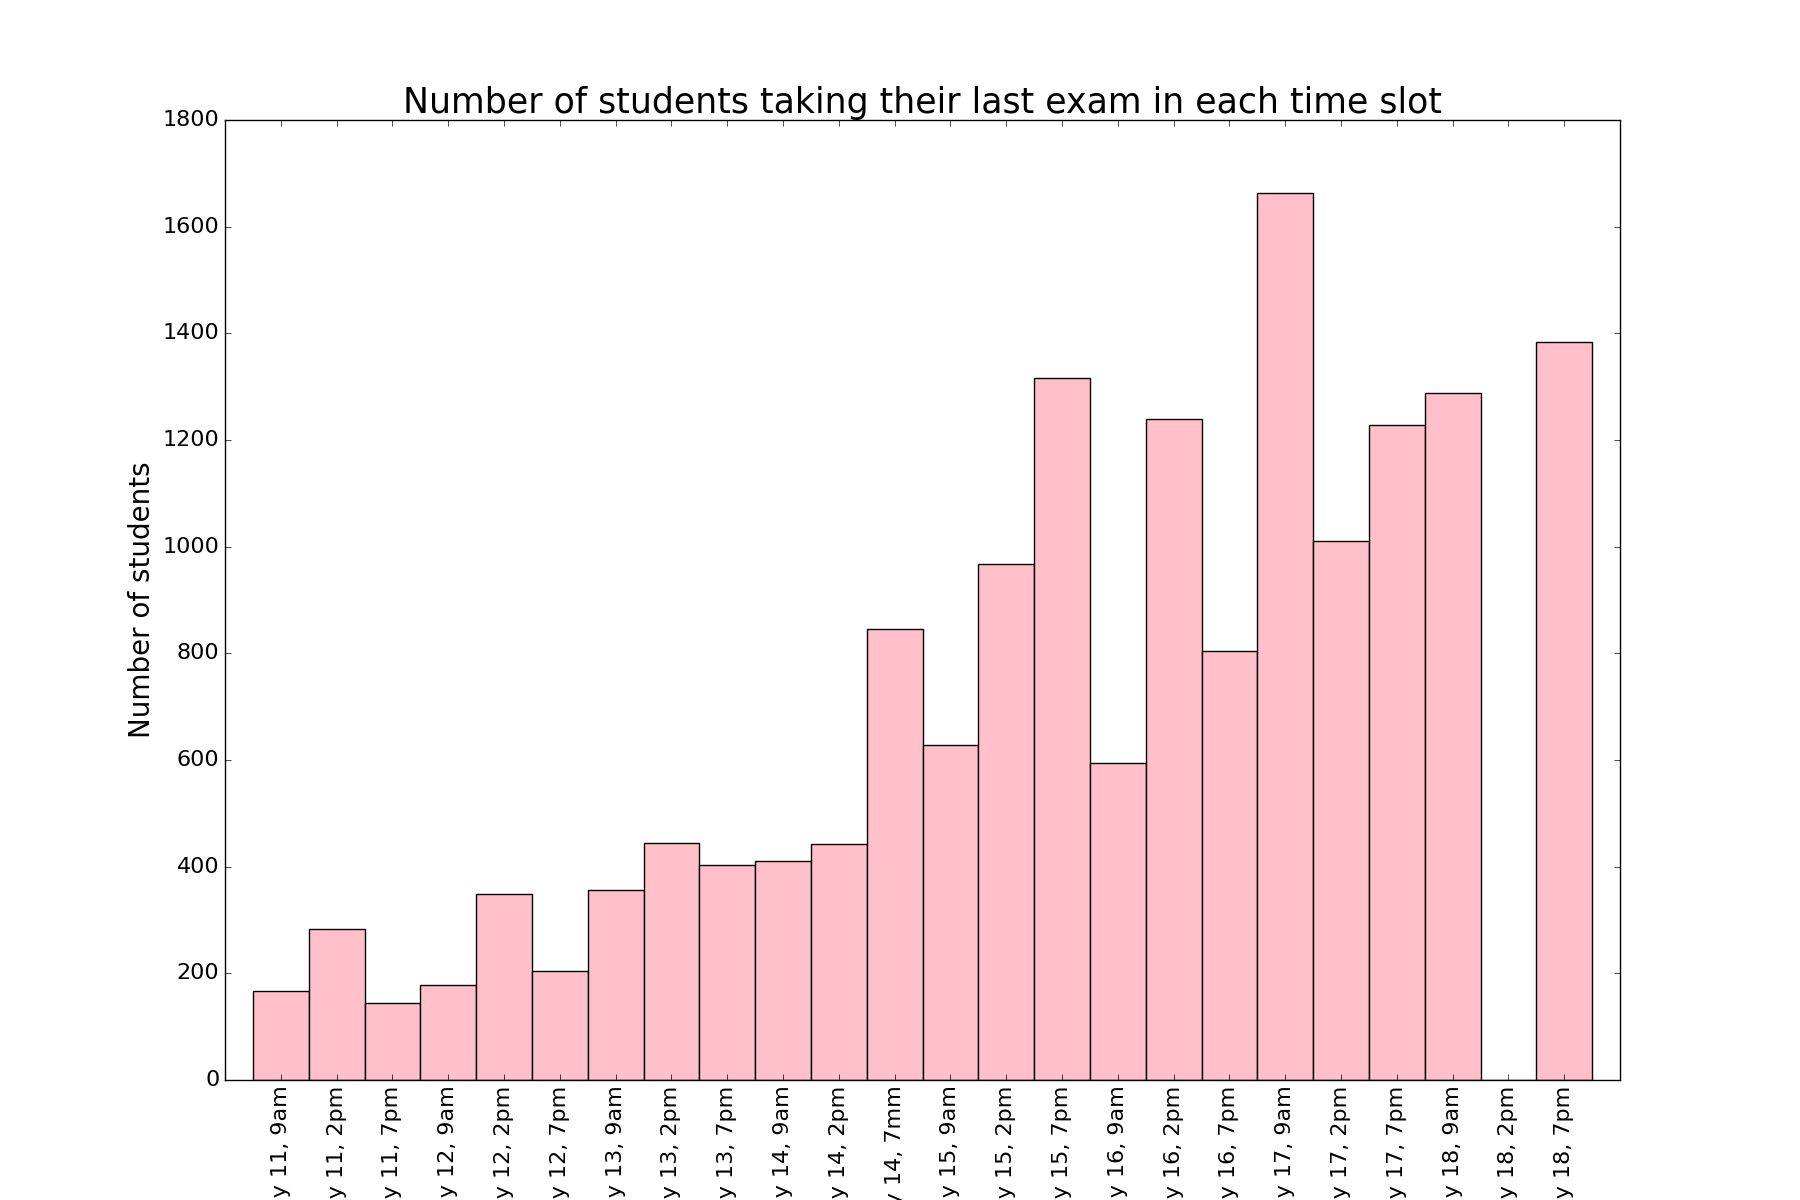 Number of students taking their last exam in each time slot
Number of students
1800
1600
1400
1200
1000
800
600
400
200
0
y 11, 9am
y 11, 2pm
y 11, 7pm
y 12, 9am
y 12, 2pm
y 12, 7pm
y 13, 9am
y 13, 2pm
y 13, 7pm
y 14, 9am
y 14, 2pm
y 14, 7mm
y 15, 9am
y 15, 2pm
y 15, 7pm
y 16, 9am
y 16, 2pm
y 16, 7pm
y 17, 9am
y 17, 2pm
y 17, 7pm
y 18, 9am
y 18, 2pm
y 18, 7pm